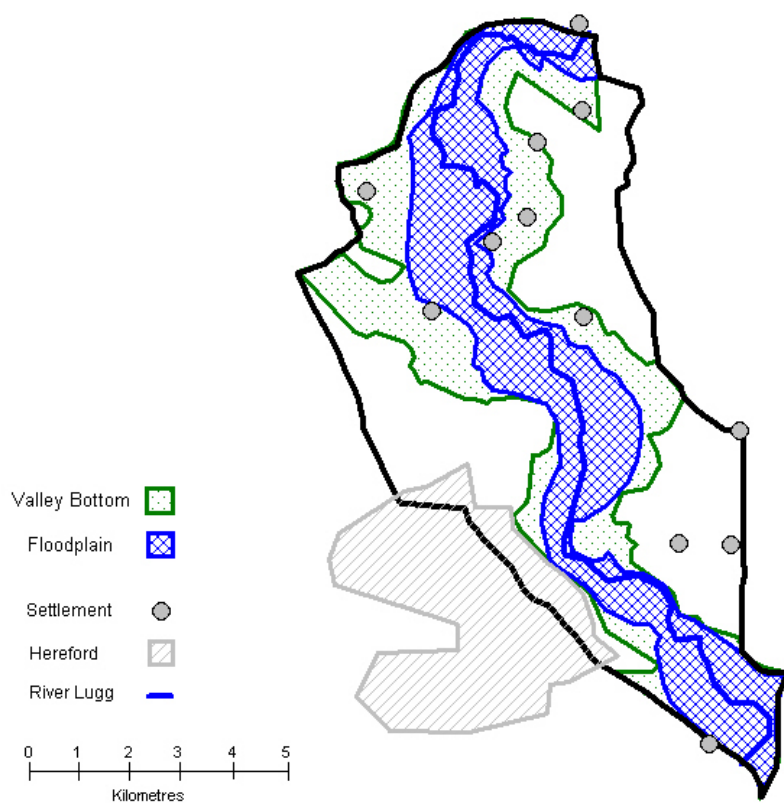 Valley Bottom
Floodplain
Settlement
Hereford
River Lugg
0 1 2 3 4 5
Kilometres